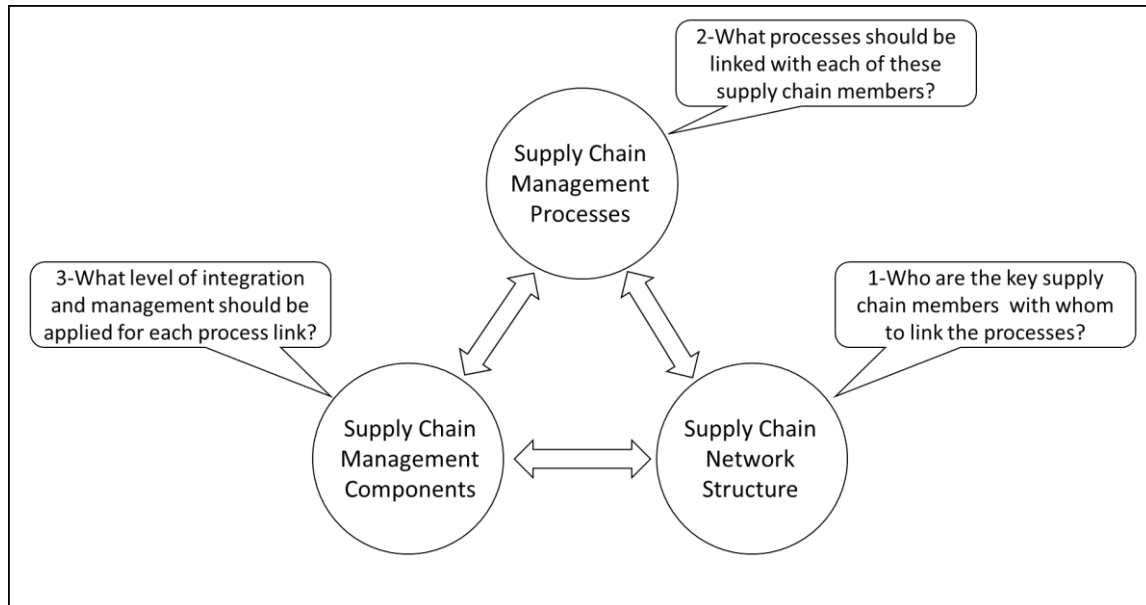 2-What processes should be
linked with each of these
supply chain members?
Supply Chain
Management
Processes
3-What level of integration
and management should be
applied for each process link?
1-Who are the key supply
chain members  with whom
to link the processes?
Supply Chain
Management
Components
Supply Chain
Network
Structure